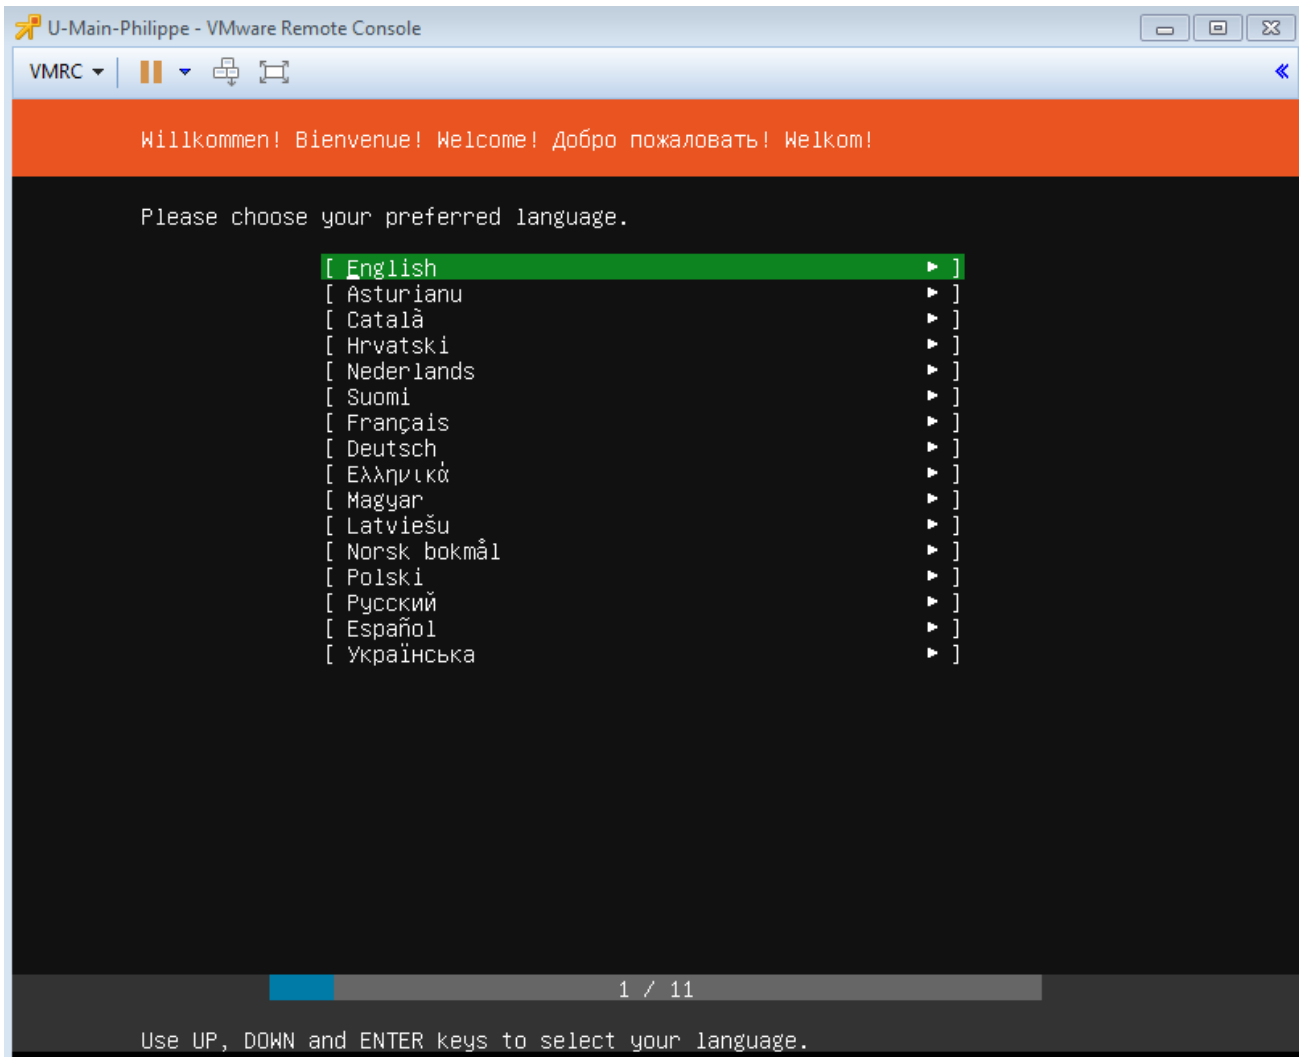 U-Main-Philippe - VMware Remote Console
VMRC
Willkommen! Bienvenue! Welcome! Добро пожаловать! Welkom!
Please choose your preferred language.
[ English ► ]
[ Asturianu ► ]
[ Català ► ]
[ Hrvatski ► ]
[ Nederlands ► ]
[ Suomi ► ]
[ Français ► ]
[ Deutsch ► ]
[ Ελληνικά ► ]
[ Magyar ► ]
[ Latviešu ► ]
[ Norsk bokmål ► ]
[ Polski ► ]
[ Русский ► ]
[ Español ► ]
[ Українська ► ]
1 / 11
Use UP, DOWN and ENTER keys to select your language.